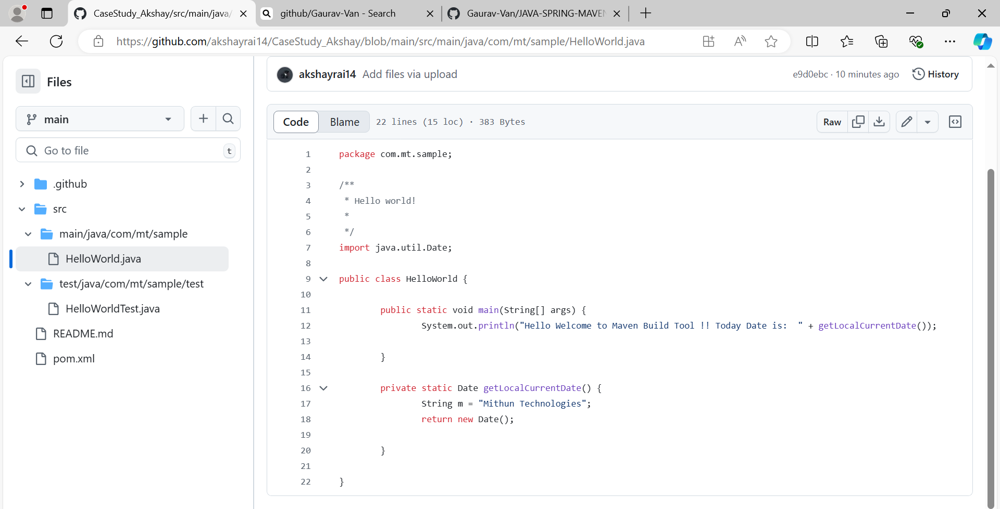 CaseStudy_Akshay/src/main/java/
github/Gaurav-Van - Search
Gaurav-Van/JAVA-SPRING-MAVEN
https://github.com/akshayrai14/CaseStudy_Akshay/blob/main/src/main/java/com/mt/sample/HelloWorld.java
Files
main
Go to file
t
.github
src
main/java/com/mt/sample
HelloWorld.java
test/java/com/mt/sample/test
HelloWorldTest.java
README.md
pom.xml
akshayrai14 Add files via upload
e9d0ebc · 10 minutes ago
History
Code
Blame
22 lines (15 loc) · 383 Bytes
Raw
1 package com.mt.sample;
2
3 /**
4  * Hello world!
5  *
6  */
7 import java.util.Date;
8
9 public class HelloWorld {
10
11         public static void main(String[] args) {
12                 System.out.println("Hello Welcome to Maven Build Tool !! Today Date is:  " + getLocalCurrentDate());
13
14         }
15
16         private static Date getLocalCurrentDate() {
17                 String m = "Mithun Technologies";
18                 return new Date();
19
20         }
21
22 }